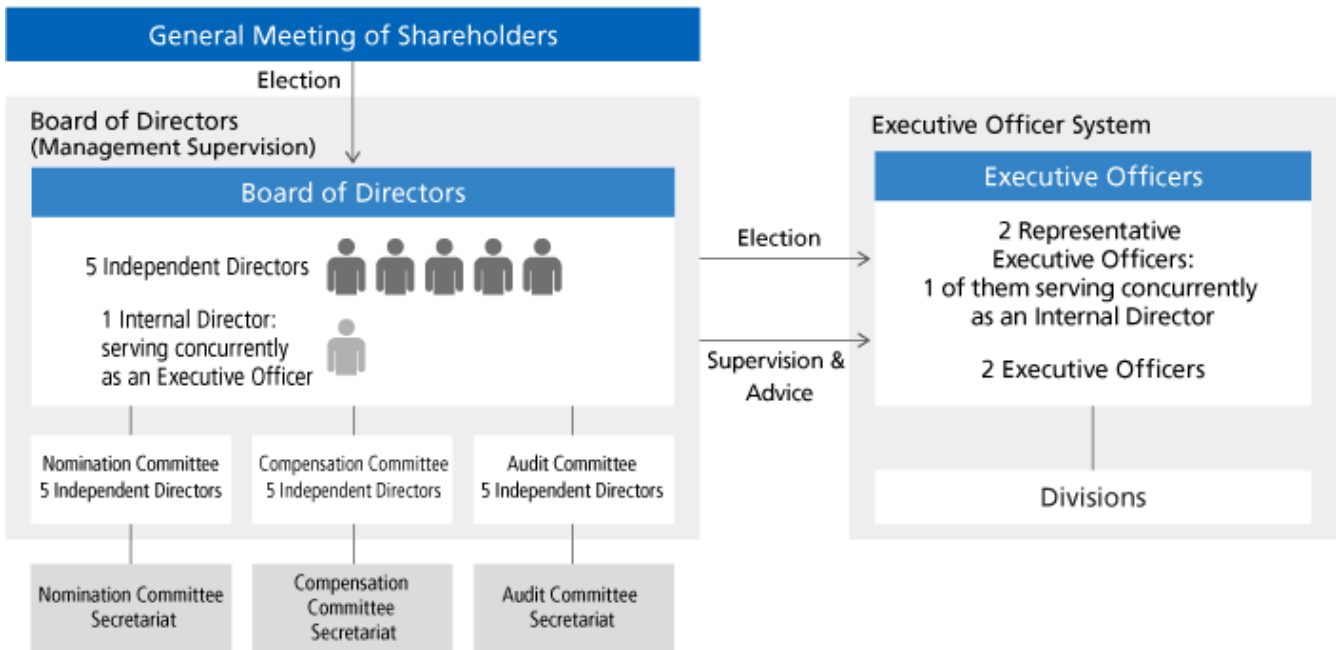 General Meeting of Shareholders
Election
Board of Directors
(Management Supervision)
Board of Directors
5 Independent Directors
1 Internal Director:
serving concurrently
as an Executive Officer
Nomination Committee
5 Independent Directors
Compensation Committee
5 Independent Directors
Audit Committee
5 Independent Directors
Nomination Committee
Secretariat
Compensation
Committee
Secretariat
Audit Committee
Secretariat
Election
Supervision &
Advice
Executive Officer System
Executive Officers
2 Representative
Executive Officers:
1 of them serving concurrently
as an Internal Director
2 Executive Officers
Divisions